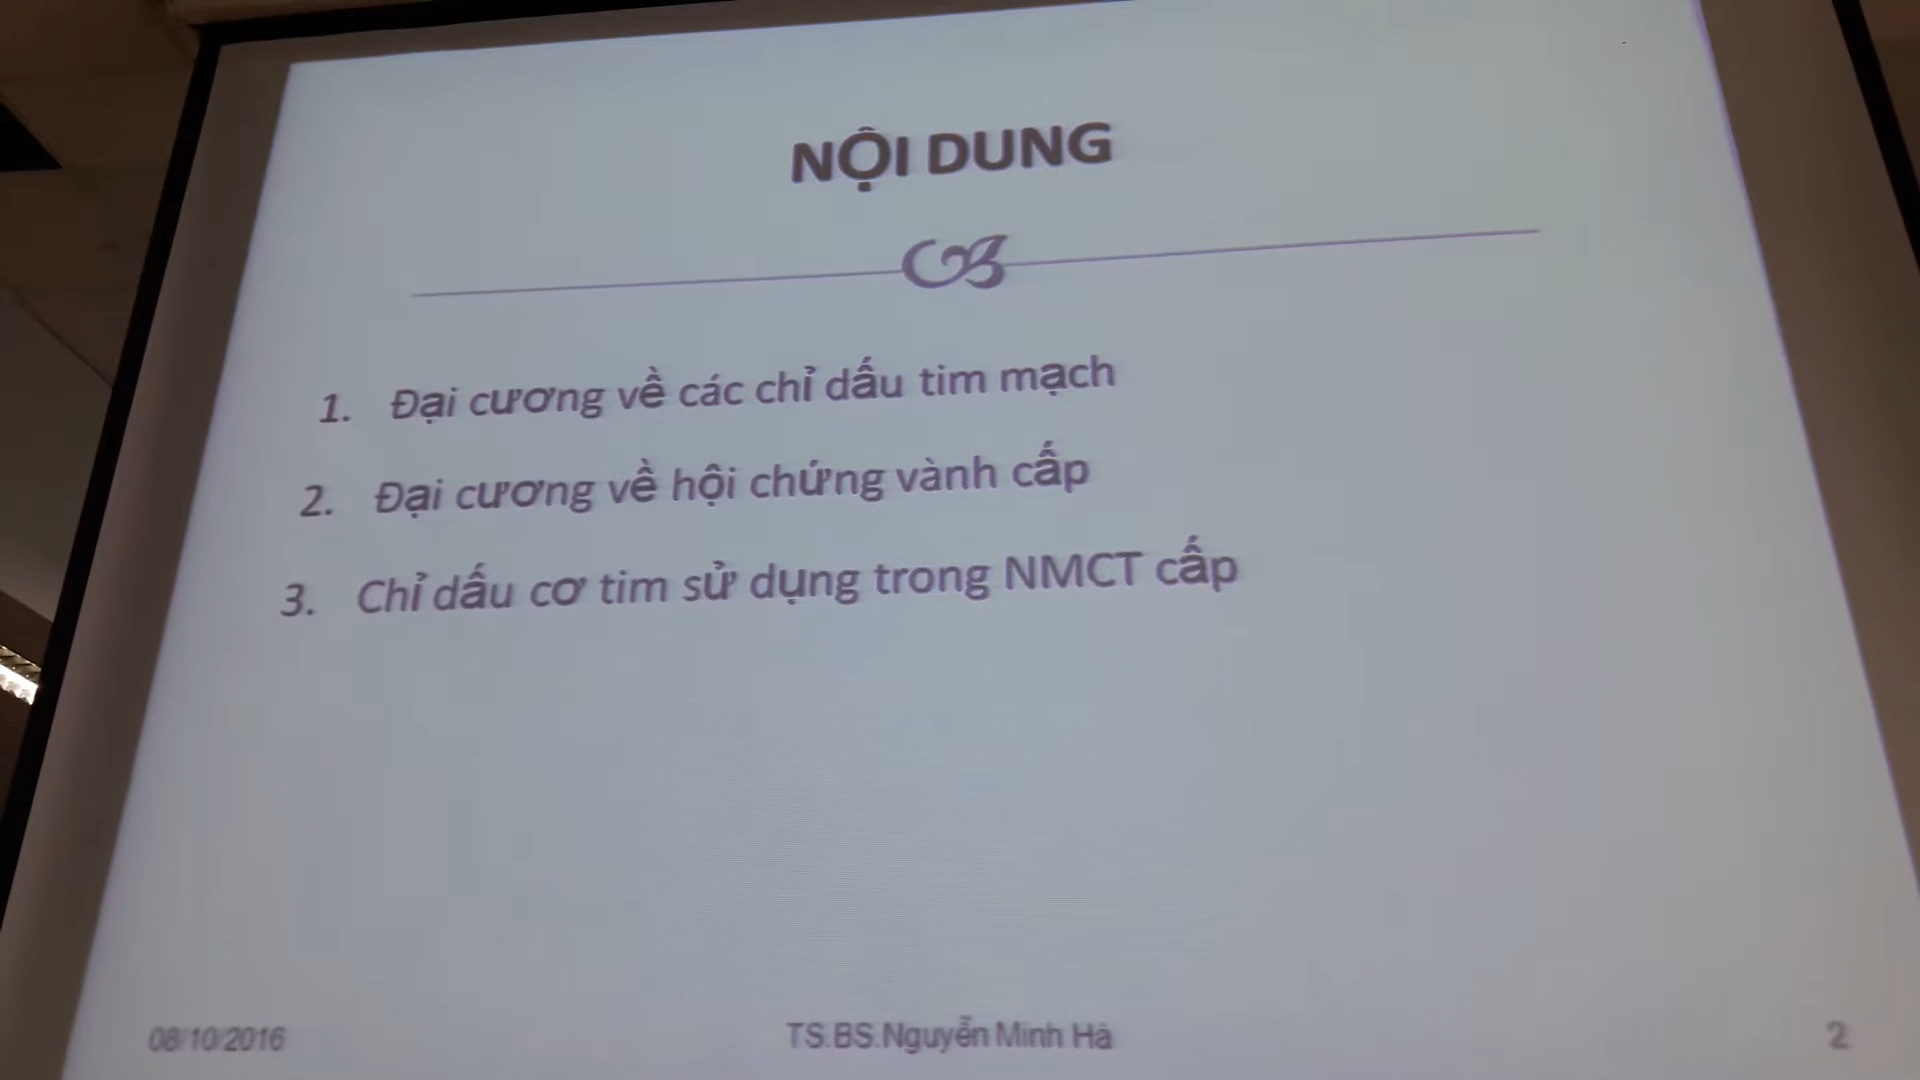 NỘI DUNG
1. Đại cương về các chỉ dấu tim mạch
2. Đại cương về hội chứng vành cấp
3. Chỉ dấu cơ tim sử dụng trong NMCT cấp
08/10/2016 TS.BS.Nguyễn Minh Hà 2